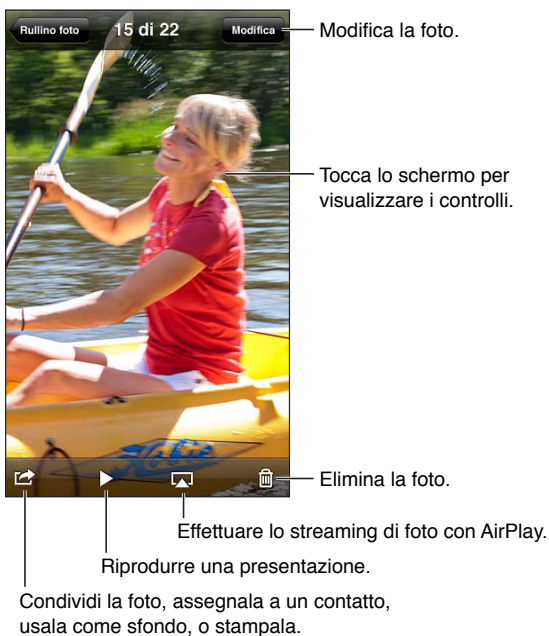 Rullino foto 15 di 22 Modifica
Modifica la foto.
Tocca lo schermo per
visualizzare i controlli.
Hobie
Elimina la foto.
Effettuare lo streaming di foto con AirPlay.
Riprodurre una presentazione.
Condividi la foto, assegnala a un contatto,
usala come sfondo, o stampala.